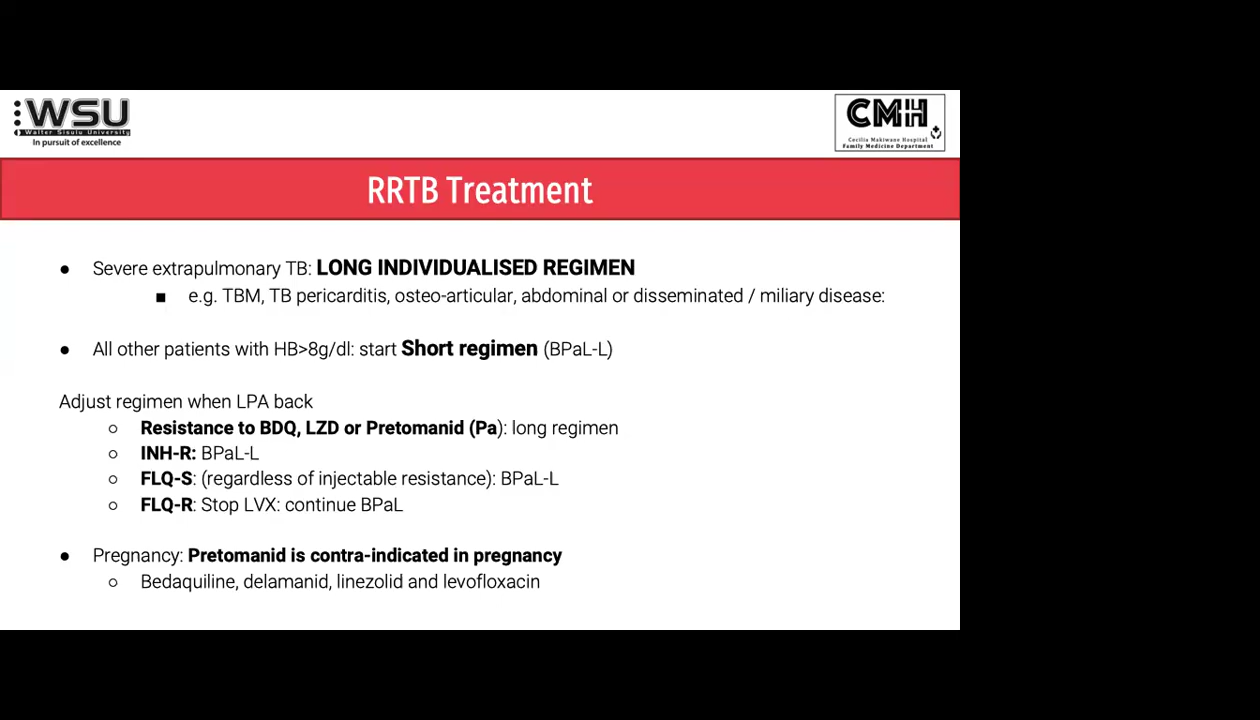 WSU
Walter Sisulu University
In pursuit of excellence
CMH
Cecilia Makiwane Hospital
Family Medicine Department
RRTB Treatment
● Severe extrapulmonary TB: LONG INDIVIDUALISED REGIMEN
■ e.g. TBM, TB pericarditis, osteo-articular, abdominal or disseminated / miliary disease:
● All other patients with HB>8g/dl: start Short regimen (BPaL-L)
Adjust regimen when LPA back
○ Resistance to BDQ, LZD or Pretomanid (Pa): long regimen
○ INH-R: BPaL-L
○ FLQ-S: (regardless of injectable resistance): BPaL-L
○ FLQ-R: Stop LVX: continue BPaL
● Pregnancy: Pretomanid is contra-indicated in pregnancy
○ Bedaquiline, delamanid, linezolid and levofloxacin